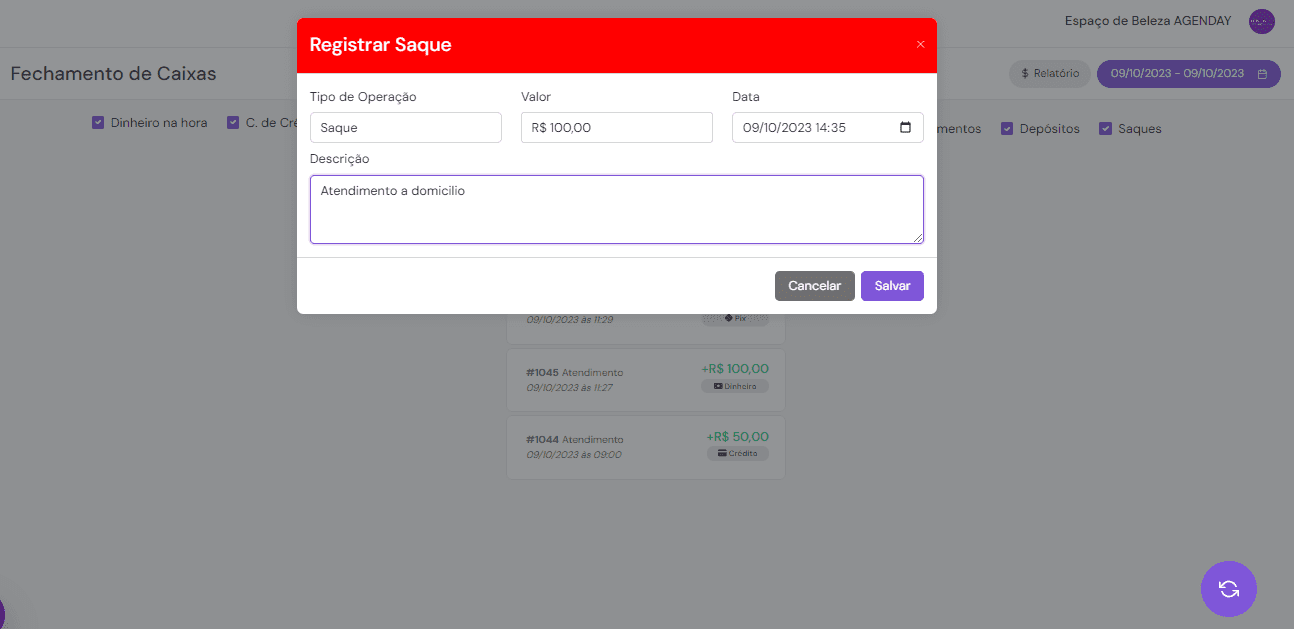 Espaço de Beleza AGENDAY
Registrar Saque
Fechamento de Caixas
$ Relatório
09/10/2023 - 09/10/2023
Tipo de Operação
Valor
Data
Dinheiro na hora
C. de Cré
mentos
Depósitos
Saques
Saque
R$ 100,00
09/10/2023 14:35
Descrição
Atendimento a domicilio
Cancelar
Salvar
09/10/2023 às 11:29
Pix
#1045 Atendimento
+R$ 100,00
09/10/2023 às 11:27
Dinheiro
#1044 Atendimento
+R$ 50,00
09/10/2023 às 09:00
Crédito